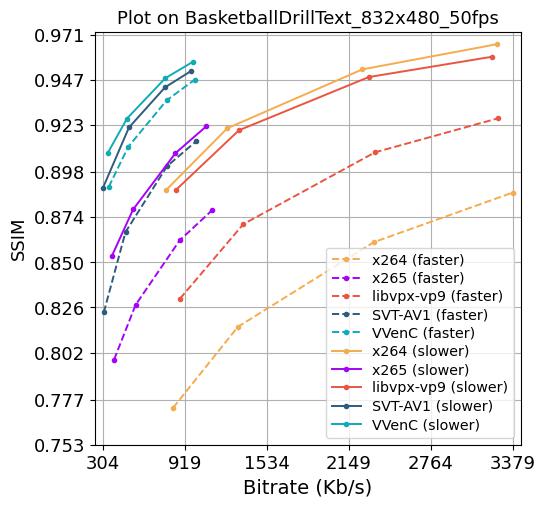 Plot on BasketballDrillText_832x480_50fps
0.971
0.947
0.923
0.898
0.874
0.850
0.826
0.802
0.777
0.753
SSIM
x264 (faster)
x265 (faster)
libvpx-vp9 (faster)
SVT-AV1 (faster)
VVenC (faster)
x264 (slower)
x265 (slower)
libvpx-vp9 (slower)
SVT-AV1 (slower)
VVenC (slower)
304 919 1534 2149 2764 3379
Bitrate (Kb/s)